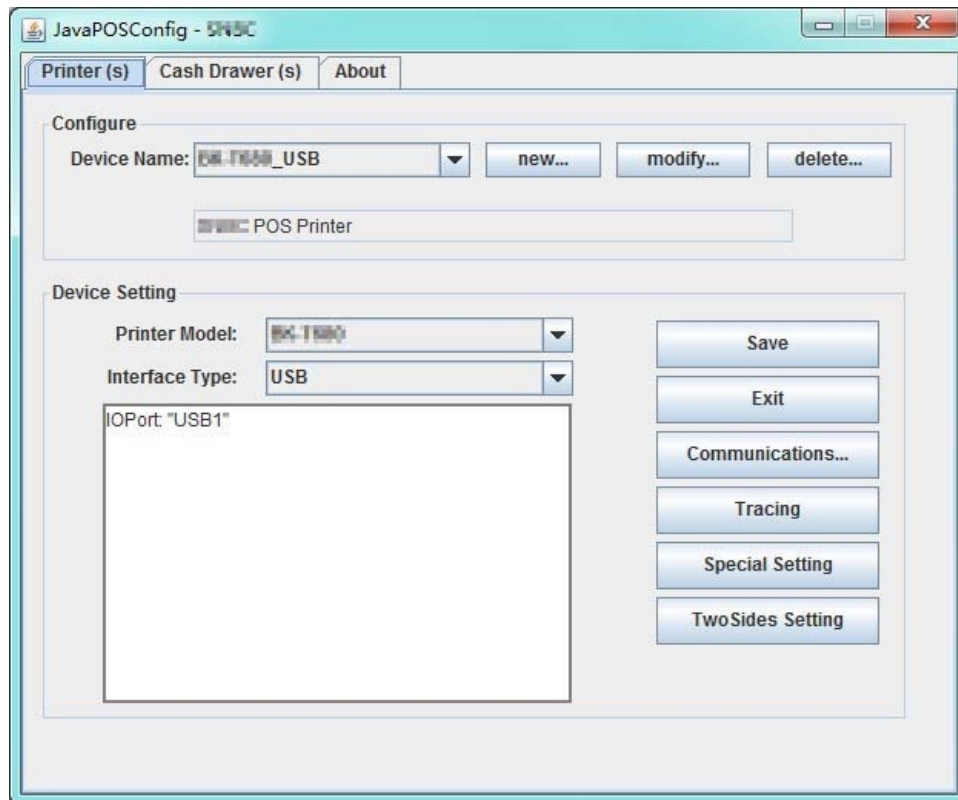 JavaPOSConfig -
Printer (s) Cash Drawer (s) About
Configure
Device Name: _USB new... modify... delete...
POS Printer
Device Setting
Printer Model:
Save
Interface Type: USB
Exit
IOPort: "USB1"
Communications...
Tracing
Special Setting
TwoSides Setting